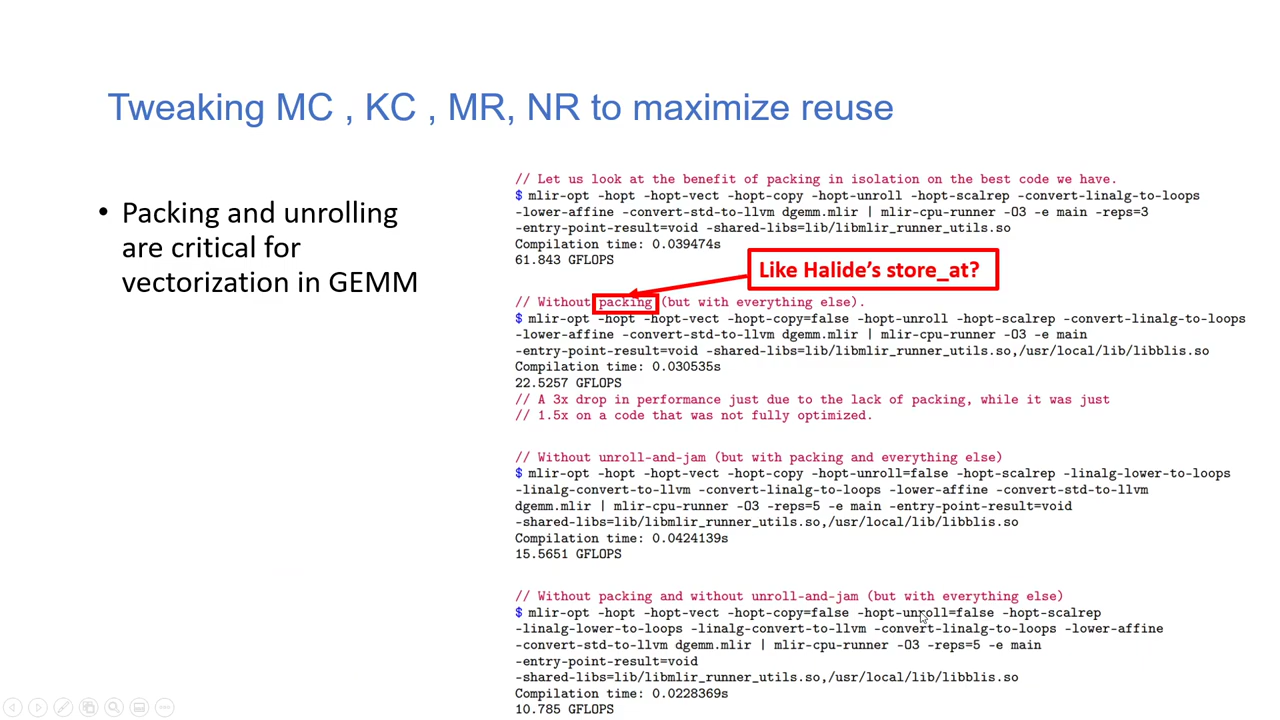 Tweaking MC , KC , MR, NR to maximize reuse
• Packing and unrolling
are critical for
vectorization in GEMM
// Let us look at the benefit of packing in isolation on the best code we have.
$ mlir-opt -hopt -hopt-vect -hopt-copy -hopt-unroll -hopt-scalrep -convert-linalg-to-loops
-lower-affine -convert-std-to-llvm dgemm.mlir | mlir-cpu-runner -O3 -e main -reps=3
-entry-point-result=void -shared-libs=lib/libmlir_runner_utils.so
Compilation time: 0.039474s
61.843 GFLOPS
Like Halide's store_at?
// Without packing (but with everything else).
$ mlir-opt -hopt -hopt-vect -hopt-copy=false -hopt-unroll -hopt-scalrep -convert-linalg-to-loops
-lower-affine -convert-std-to-llvm dgemm.mlir | mlir-cpu-runner -O3 -e main
-entry-point-result=void -shared-libs=lib/libmlir_runner_utils.so,/usr/local/lib/libblis.so
Compilation time: 0.030535s
22.5257 GFLOPS
// A 3x drop in performance just due to the lack of packing, while it was just
// 1.5x on a code that was not fully optimized.
// Without unroll-and-jam (but with packing and everything else)
$ mlir-opt -hopt -hopt-vect -hopt-copy -hopt-unroll=false -hopt-scalrep -linalg-lower-to-loops
-linalg-convert-to-llvm -convert-linalg-to-loops -lower-affine -convert-std-to-llvm
dgemm.mlir | mlir-cpu-runner -O3 -reps=5 -e main -entry-point-result=void
-shared-libs=lib/libmlir_runner_utils.so,/usr/local/lib/libblis.so
Compilation time: 0.0424139s
15.5651 GFLOPS
// Without packing and without unroll-and-jam (but with everything else)
$ mlir-opt -hopt -hopt-vect -hopt-copy=false -hopt-unroll=false -hopt-scalrep
-linalg-lower-to-loops -linalg-convert-to-llvm -convert-linalg-to-loops -lower-affine
-convert-std-to-llvm dgemm.mlir | mlir-cpu-runner -O3 -reps=5 -e main
-entry-point-result=void
-shared-libs=lib/libmlir_runner_utils.so,/usr/local/lib/libblis.so
Compilation time: 0.0228369s
10.785 GFLOPS